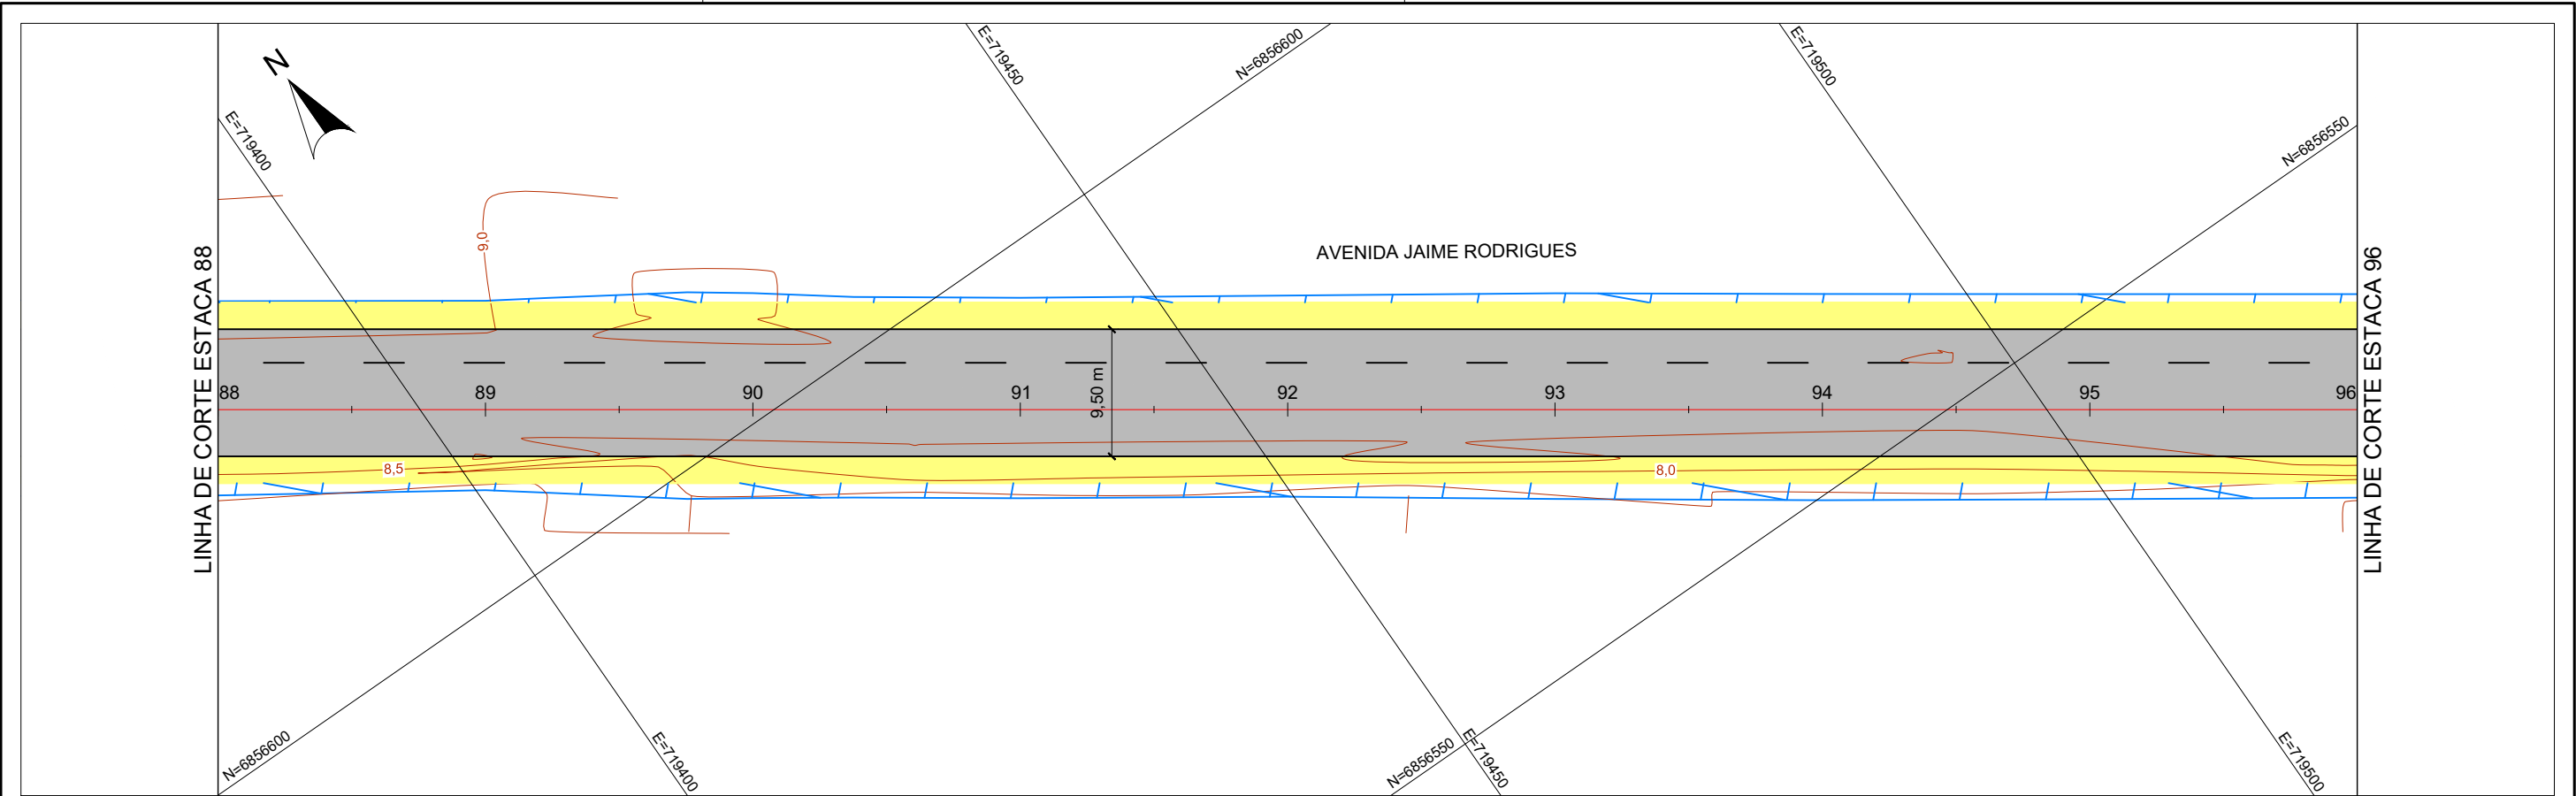 N
E=719450
N=6856600
E=719500
E=719400
N=6856550
9,0
AVENIDA JAIME RODRIGUES
LINHA DE CORTE ESTACA 88
LINHA DE CORTE ESTACA 96
88
89
90
91
9,50 m
92
93
94
95
96
8,5
8,0
N=6856600
E=719400
N=6856550
E=719450
E=719500